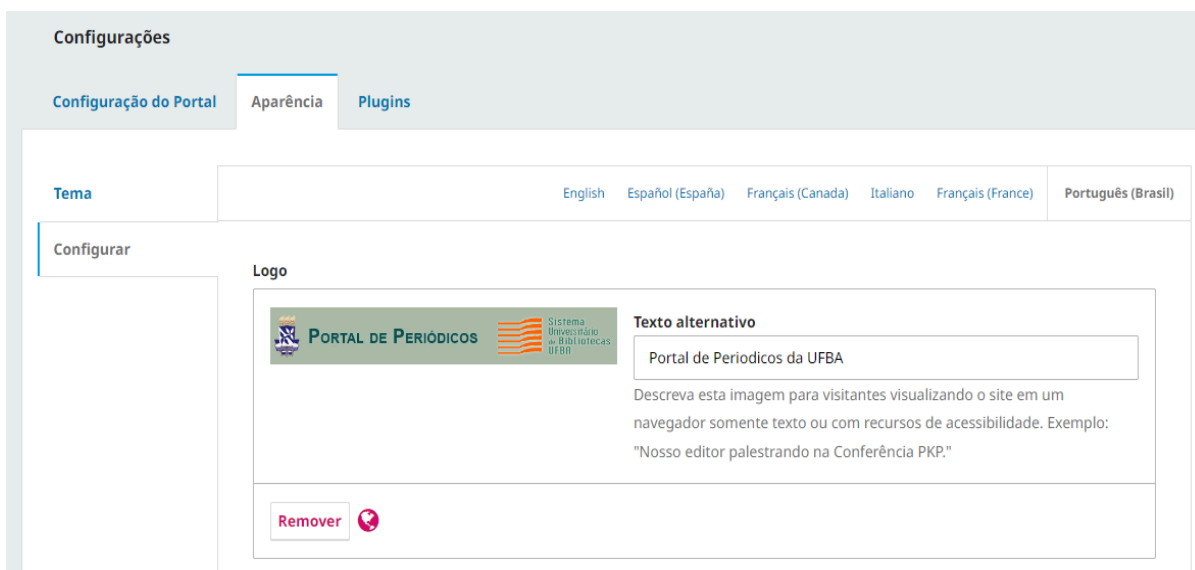 Configurações
Configuração do Portal Aparência Plugins
Tema
English Español (España) Français (Canada) Italiano Français (France) Português (Brasil)
Configurar
Logo
PORTAL DE PERIÓDICOS
Sistema
Universitário
de Bibliotecas
UFBA
Texto alternativo
Portal de Periodicos da UFBA
Descreva esta imagem para visitantes visualizando o site em um
navegador somente texto ou com recursos de acessibilidade. Exemplo:
"Nosso editor palestrando na Conferência PKP."
Remover